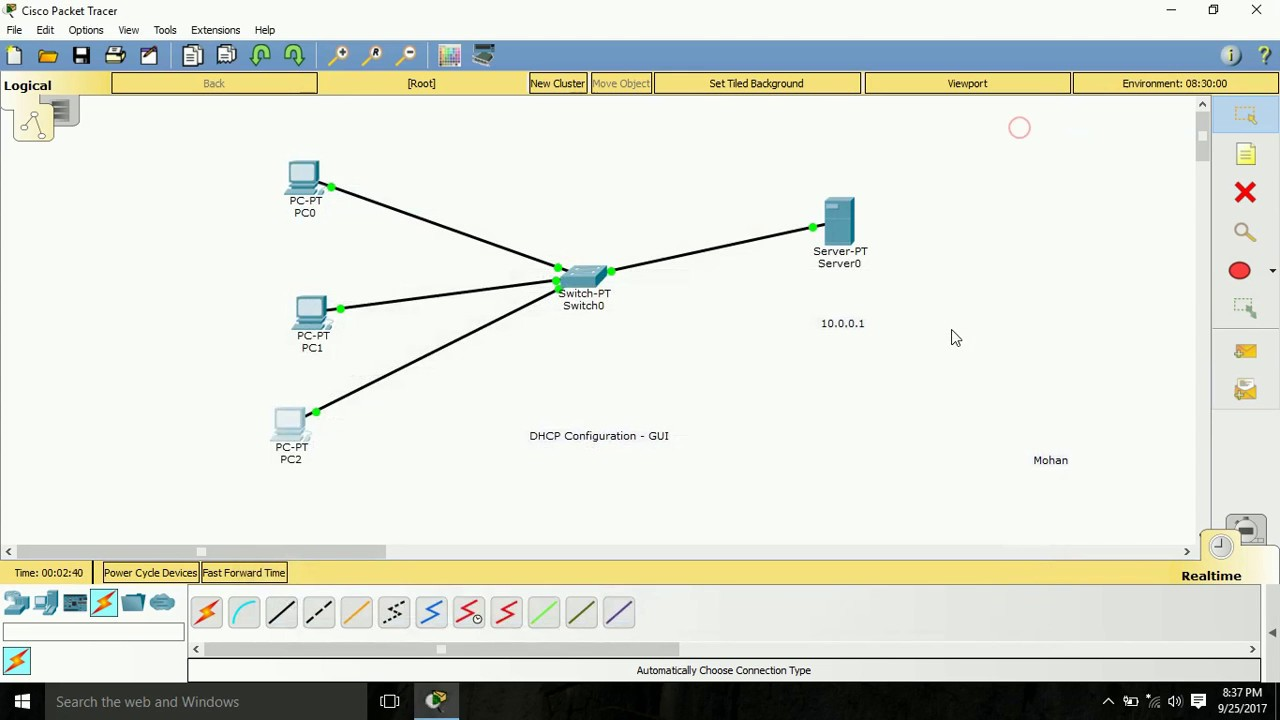 Cisco Packet Tracer
File Edit Options View Tools Extensions Help
Logical
Back
[Root]
New Cluster
Move Object
Set Tiled Background
Viewport
Environment: 08:30:00
PC-PT
PC0
Server-PT
Server0
Switch-PT
Switch0
PC-PT
PC1
10.0.0.1
PC-PT
PC2
DHCP Configuration - GUI
Mohan
Time: 00:02:40
Power Cycle Devices
Fast Forward Time
Realtime
Automatically Choose Connection Type
Search the web and Windows
8:37 PM
9/25/2017